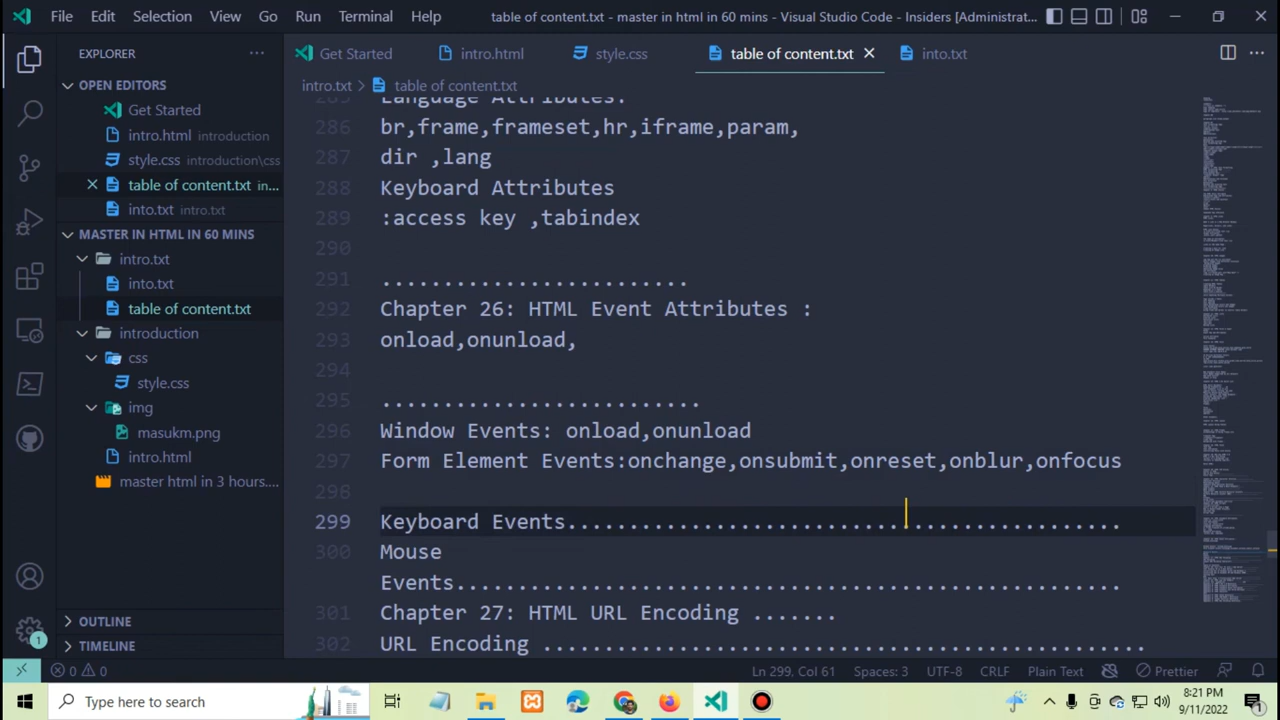 File Edit Selection View Go Run Terminal Help table of content.txt - master in html in 60 mins - Visual Studio Code - Insiders [Administrat...
EXPLORER
Get Started intro.html style.css table of content.txt into.txt
OPEN EDITORS
intro.txt table of content.txt
Get Started
intro.html introduction
style.css introduction\css
table of content.txt in...
into.txt intro.txt
MASTER IN HTML IN 60 MINS
intro.txt
into.txt
table of content.txt
introduction
css
style.css
img
masukm.png
intro.html
master html in 3 hours....
OUTLINE
TIMELINE
Language Attributes:
286 br,frame,frameset,hr,iframe,param,
287 dir ,lang
288 Keyboard Attributes
289 :access key ,tabindex
290
291 .........................
292 Chapter 26: HTML Event Attributes :
293 onload,onunload,
294
295 ..........................
296 Window Events: onload,onunload
297 Form Element Events:onchange,onsubmit,onreset,onblur,onfocus
298
299 Keyboard Events.............................................
300 Mouse
Events......................................................
301 Chapter 27: HTML URL Encoding .......
302 URL Encoding .................................................
0 0 Ln 299, Col 61 Spaces: 3 UTF-8 CRLF Plain Text Prettier
1
Type here to search
8:21 PM
9/11/2022
1